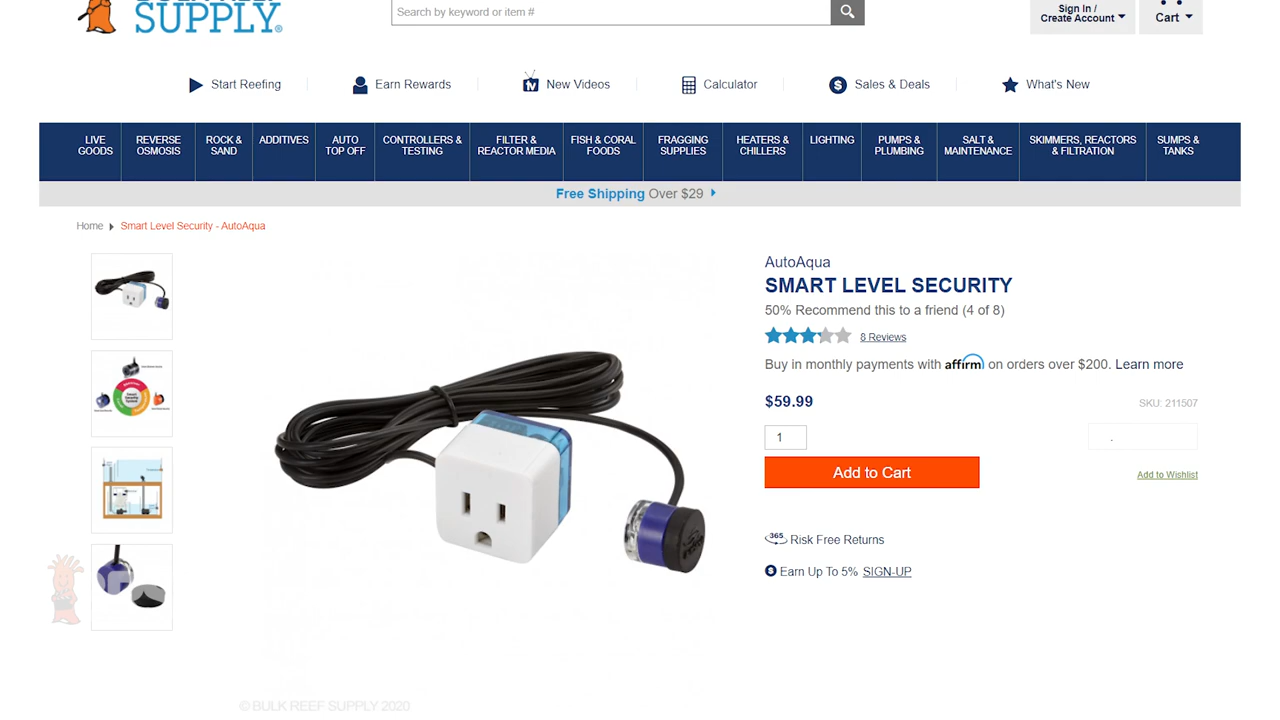 SUPPLY®
Search by keyword or item #
Sign In /
Create Account
Cart
Start Reefing
Earn Rewards
New Videos
Calculator
Sales & Deals
What's New
LIVE
GOODS
REVERSE
OSMOSIS
ROCK &
SAND
ADDITIVES
AUTO
TOP OFF
CONTROLLERS &
TESTING
FILTER &
REACTOR MEDIA
FISH & CORAL
FOODS
FRAGGING
SUPPLIES
HEATERS &
CHILLERS
LIGHTING
PUMPS &
PLUMBING
SALT &
MAINTENANCE
SKIMMERS, REACTORS
& FILTRATION
SUMPS &
TANKS
Free Shipping Over $29
Home
Smart Level Security - AutoAqua
AutoAqua
SMART LEVEL SECURITY
50% Recommend this to a friend (4 of 8)
8 Reviews
Buy in monthly payments with affirm on orders over $200. Learn more
$59.99
SKU: 211507
1
Add to Cart
Add to Wishlist
365 Risk Free Returns
$ Earn Up To 5% SIGN-UP
© BULK REEF SUPPLY 2020